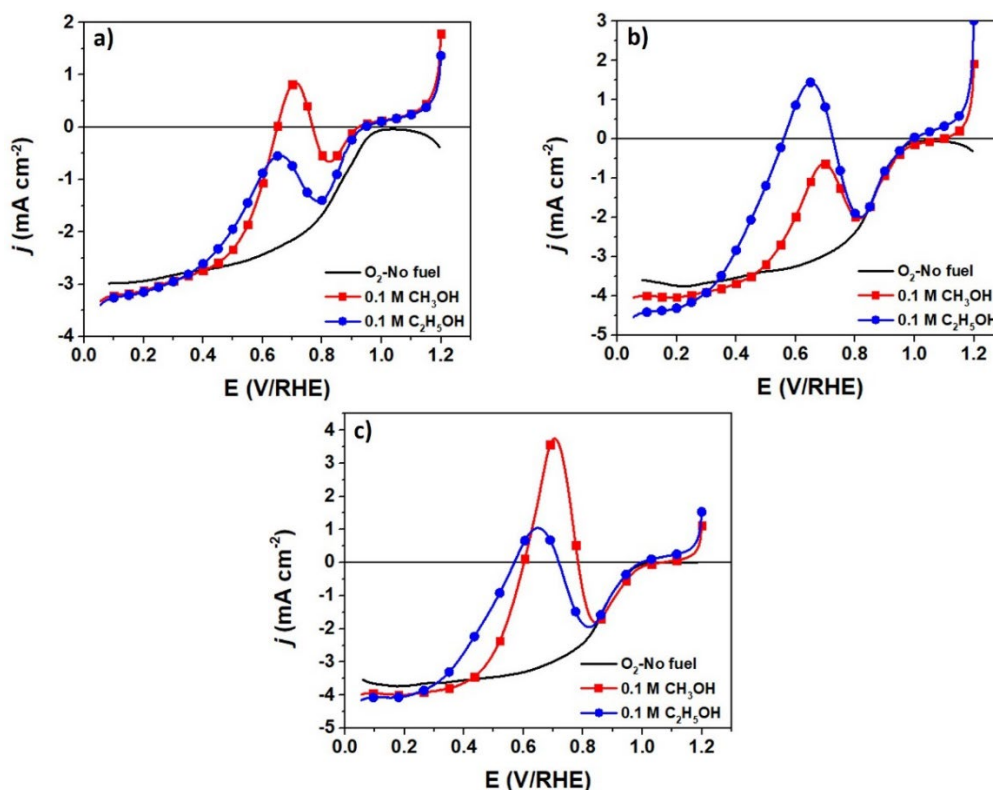 a)
2
1
0
-1
-2
-3
-4
j (mA cm⁻²)
O₂-No fuel
0.1 M CH₃OH
0.1 M C₂H₅OH
0.0 0.2 0.4 0.6 0.8 1.0 1.2
E (V/RHE)
b)
3
2
1
0
-1
-2
-3
-4
-5
j (mA cm⁻²)
O₂-No fuel
0.1 M CH₃OH
0.1 M C₂H₅OH
0.0 0.2 0.4 0.6 0.8 1.0 1.2
E (V/RHE)
c)
4
3
2
1
0
-1
-2
-3
-4
-5
j (mA cm⁻²)
O₂-No fuel
0.1 M CH₃OH
0.1 M C₂H₅OH
0.0 0.2 0.4 0.6 0.8 1.0 1.2
E (V/RHE)